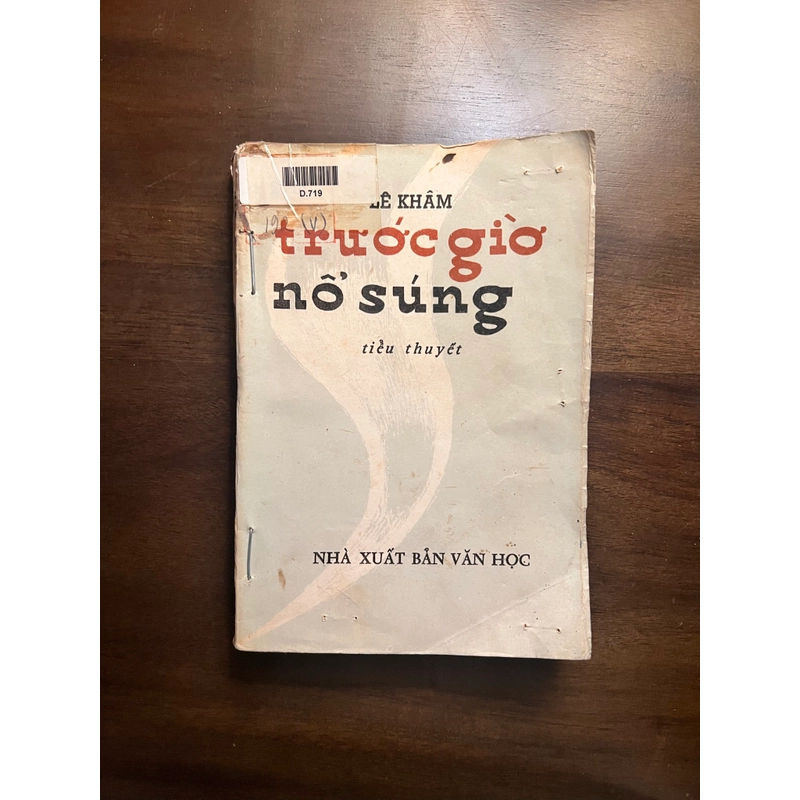 D.719
LÊ KHÂM
trước giờ
nổ súng
tiểu thuyết
NHÀ XUẤT BẢN VĂN HỌC